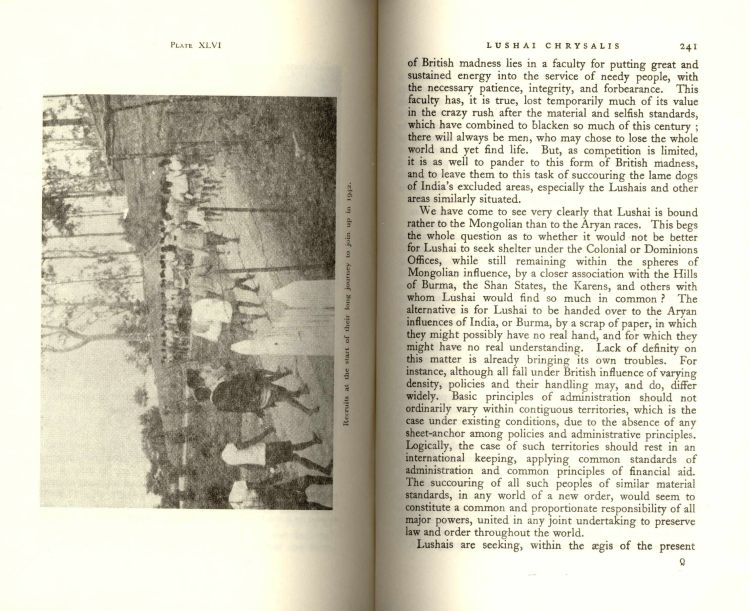 PLATE XLVI
Recruits at the start of their long journey to join up in 1942.
LUSHAI CHRYSALIS 241
of British madness lies in a faculty for putting great and
sustained energy into the service of needy people, with
the necessary patience, integrity, and forbearance. This
faculty has, it is true, lost temporarily much of its value
in the crazy rush after the material and selfish standards,
which have combined to blacken so much of this century ;
there will always be men, who may chose to lose the whole
world and yet find life. But, as competition is limited,
it is as well to pander to this form of British madness,
and to leave them to this task of succouring the lame dogs
of India's excluded areas, especially the Lushais and other
areas similarly situated.
We have come to see very clearly that Lushai is bound
rather to the Mongolian than to the Aryan races. This begs
the whole question as to whether it would not be better
for Lushai to seek shelter under the Colonial or Dominions
Offices, while still remaining within the spheres of
Mongolian influence, by a closer association with the Hills
of Burma, the Shan States, the Karens, and others with
whom Lushai would find so much in common ? The
alternative is for Lushai to be handed over to the Aryan
influences of India, or Burma, by a scrap of paper, in which
they might possibly have no real hand, and for which they
might have no real understanding. Lack of definity on
this matter is already bringing its own troubles. For
instance, although all fall under British influence of varying
density, policies and their handling may, and do, differ
widely. Basic principles of administration should not
ordinarily vary within contiguous territories, which is the
case under existing conditions, due to the absence of any
sheet-anchor among policies and administrative principles.
Logically, the case of such territories should rest in an
international keeping, applying common standards of
administration and common principles of financial aid.
The succouring of all such peoples of similar material
standards, in any world of a new order, would seem to
constitute a common and proportionate responsibility of all
major powers, united in any joint undertaking to preserve
law and order throughout the world.
Lushais are seeking, within the ægis of the present
Q